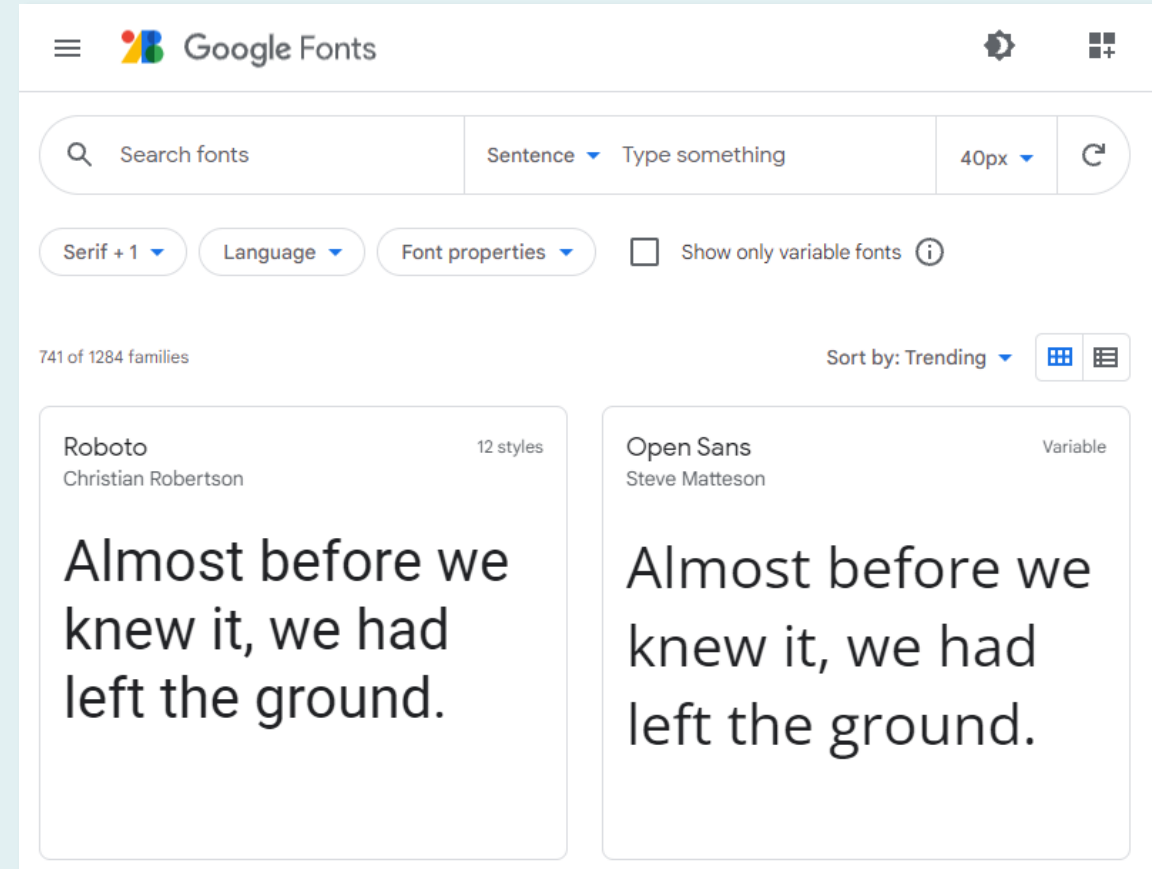 Google Fonts
Search fonts
Sentence
Type something
40px
Serif + 1
Language
Font properties
Show only variable fonts
741 of 1284 families
Sort by: Trending
Roboto
12 styles
Christian Robertson
Almost before we
knew it, we had
left the ground.
Open Sans
Variable
Steve Matteson
Almost before we
knew it, we had
left the ground.